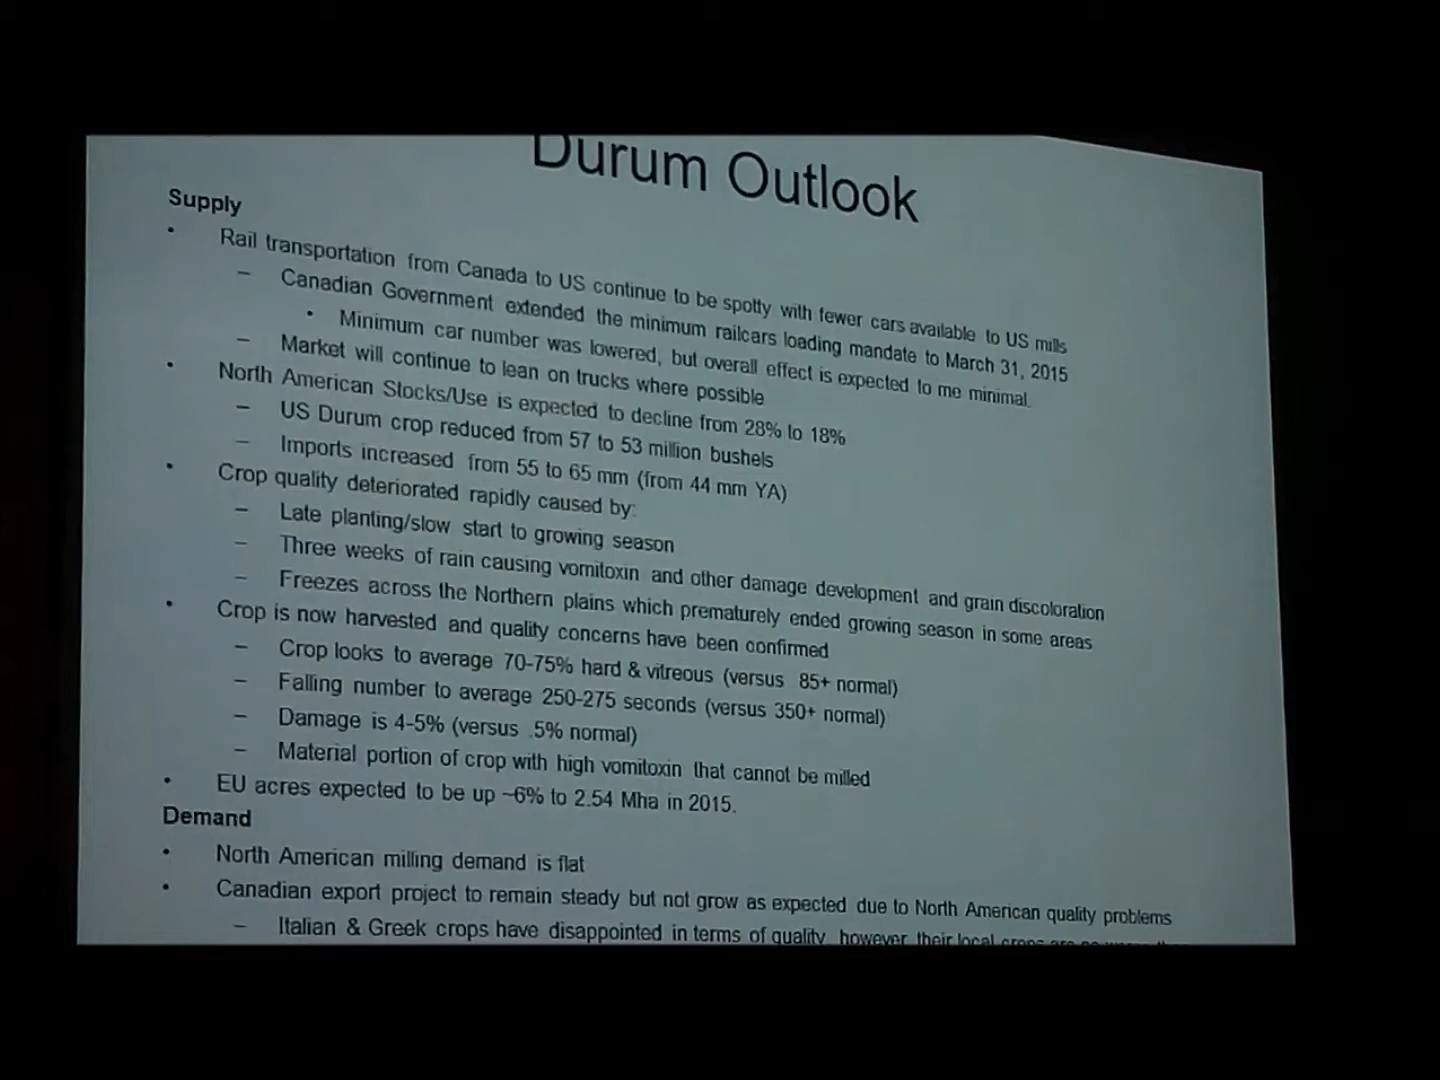 Durum Outlook
Supply
• Rail transportation from Canada to US continue to be spotty with fewer cars available to US mills
– Canadian Government extended the minimum railcars loading mandate to March 31, 2015
• Minimum car number was lowered, but overall effect is expected to me minimal.
– Market will continue to lean on trucks where possible
• North American Stocks/Use is expected to decline from 28% to 18%
– US Durum crop reduced from 57 to 53 million bushels
– Imports increased from 55 to 65 mm (from 44 mm YA)
• Crop quality deteriorated rapidly caused by:
– Late planting/slow start to growing season
– Three weeks of rain causing vomitoxin and other damage development and grain discoloration
– Freezes across the Northern plains which prematurely ended growing season in some areas
• Crop is now harvested and quality concerns have been confirmed
– Crop looks to average 70-75% hard & vitreous (versus 85+ normal)
– Falling number to average 250-275 seconds (versus 350+ normal)
– Damage is 4-5% (versus .5% normal)
– Material portion of crop with high vomitoxin that cannot be milled
• EU acres expected to be up ~6% to 2.54 Mha in 2015.
Demand
• North American milling demand is flat
• Canadian export project to remain steady but not grow as expected due to North American quality problems
– Italian & Greek crops have disappointed in terms of quality, however their local crops are